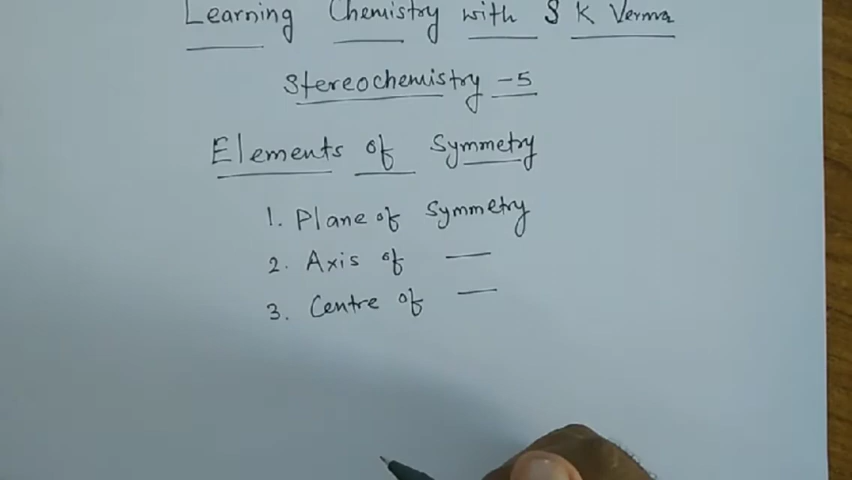 Learning Chemistry with S K Verma
Stereochemistry -5
Elements of Symmetry
1. Plane of Symmetry
2. Axis of —
3. Centre of —